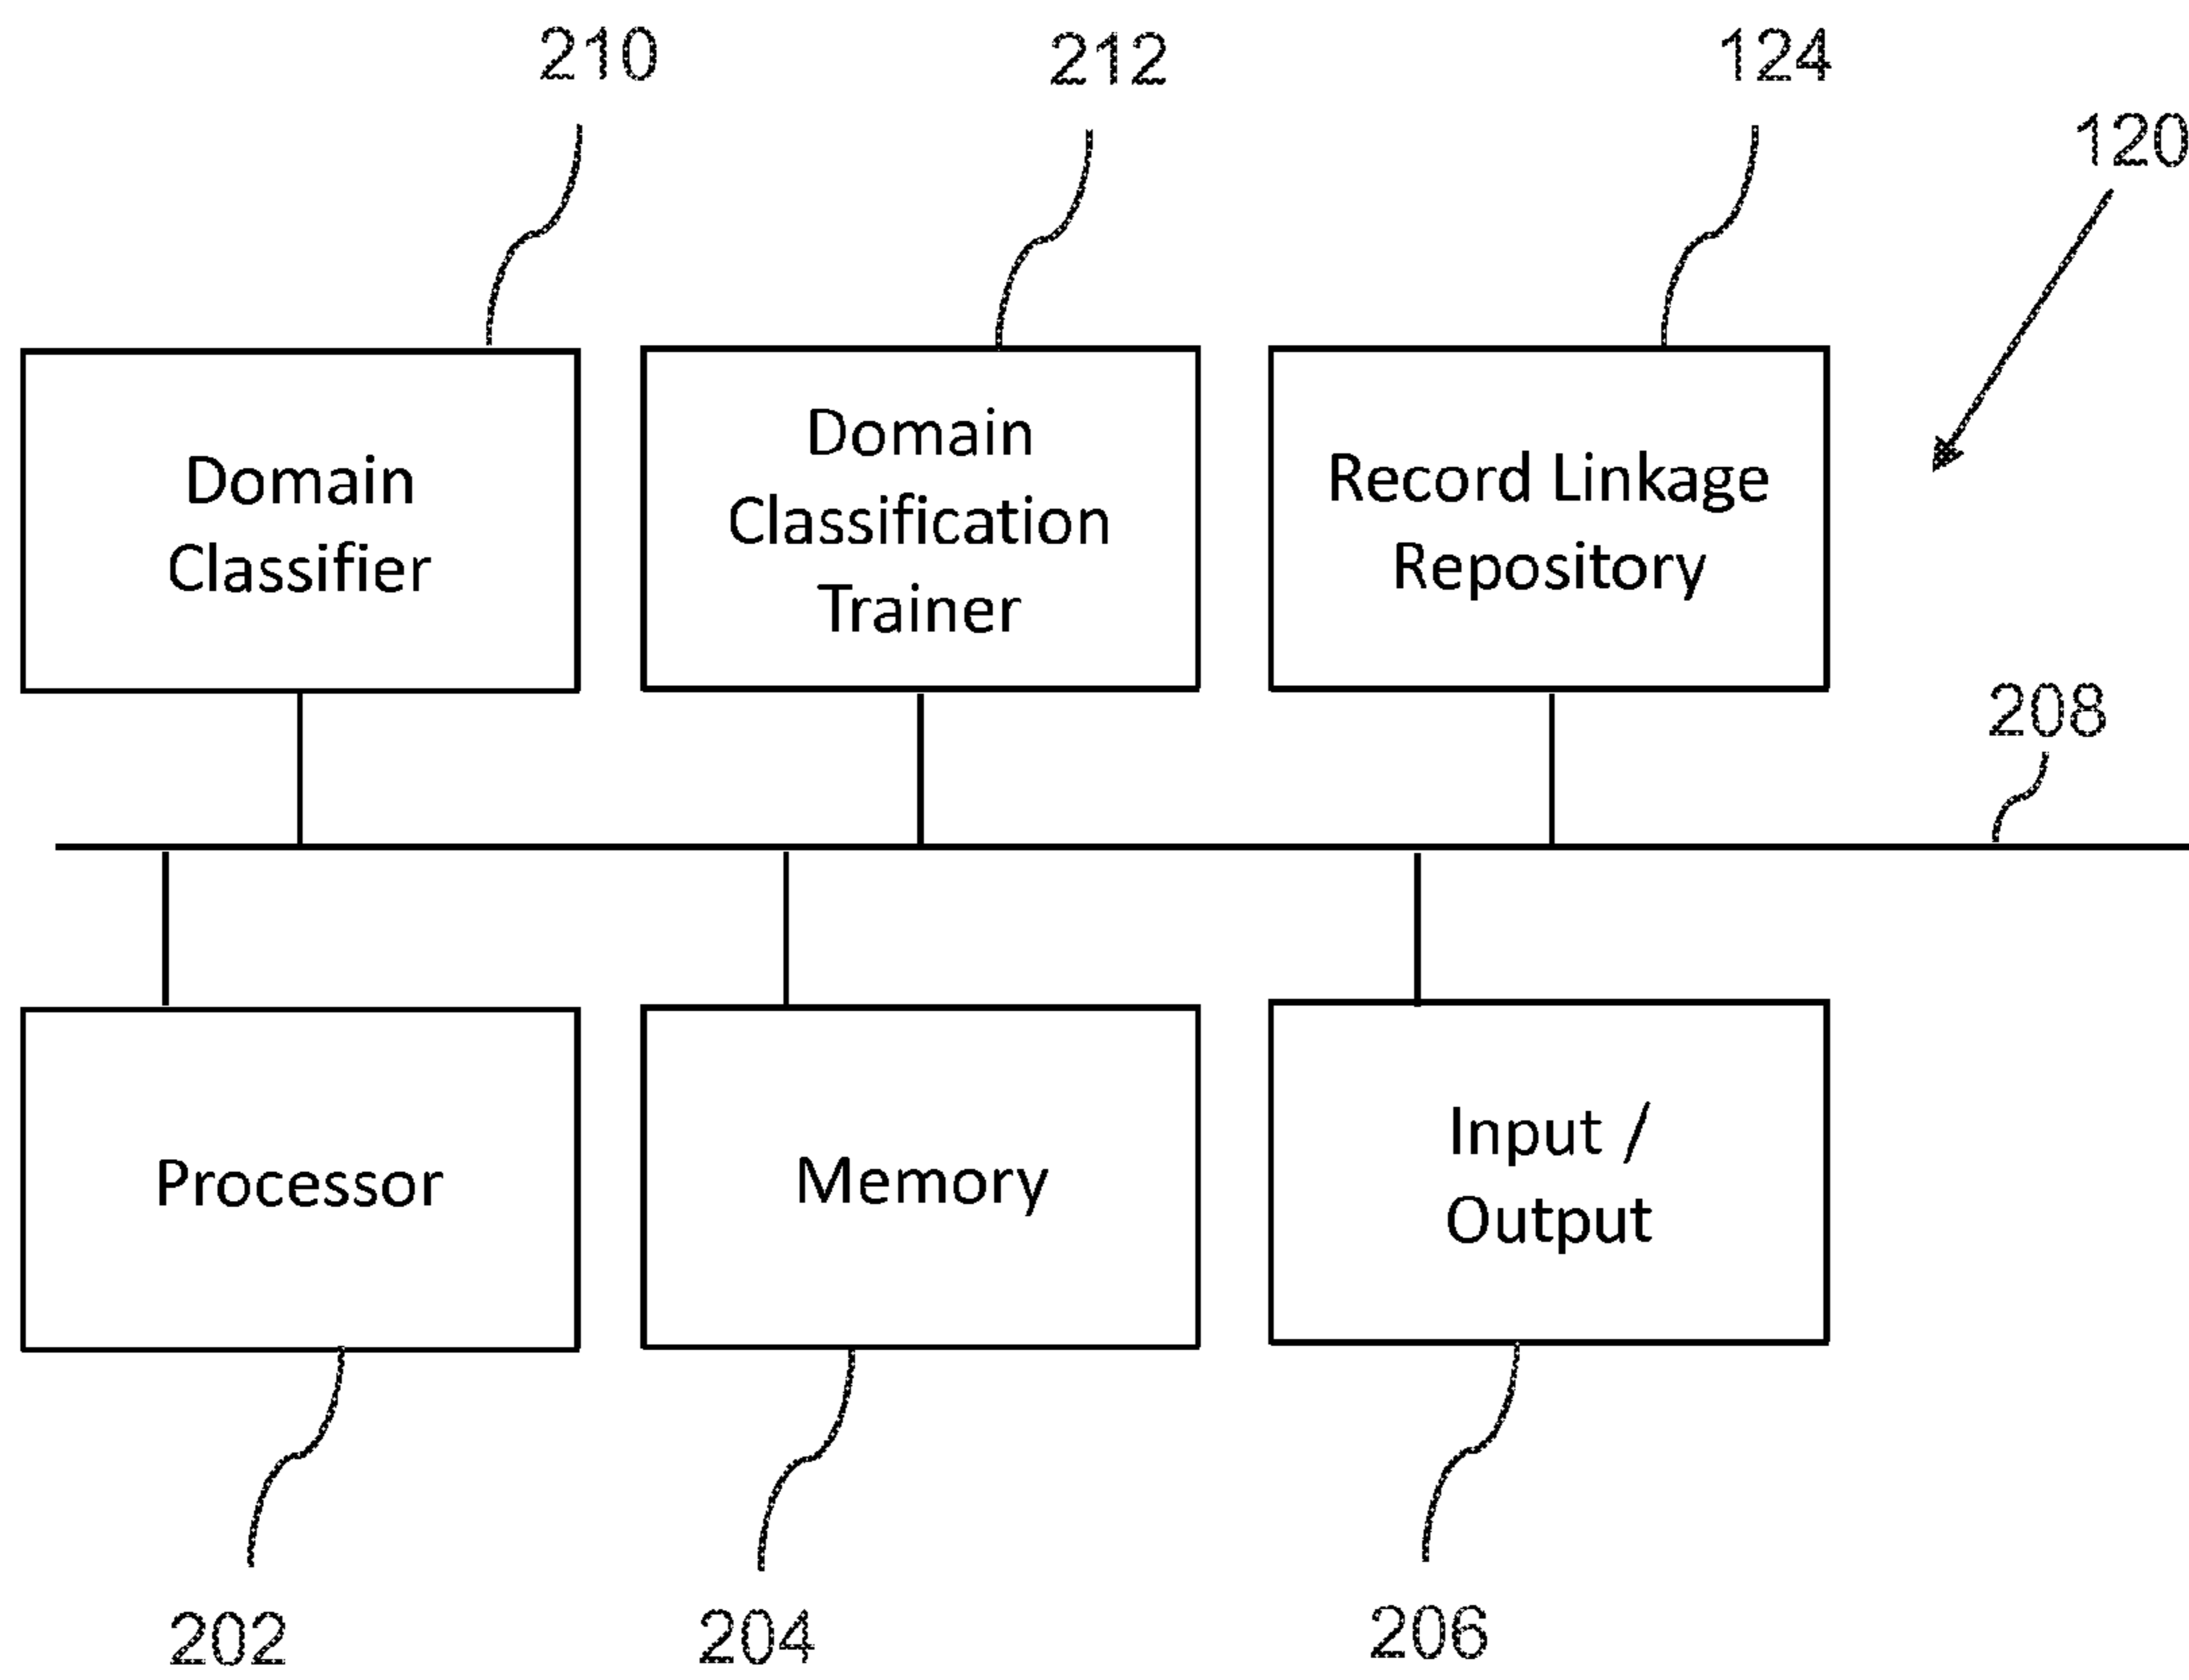 210
212
124
120
Domain
Classifier
Domain
Classification
Trainer
Record Linkage
Repository
208
Processor
Memory
Input /
Output
202
204
206